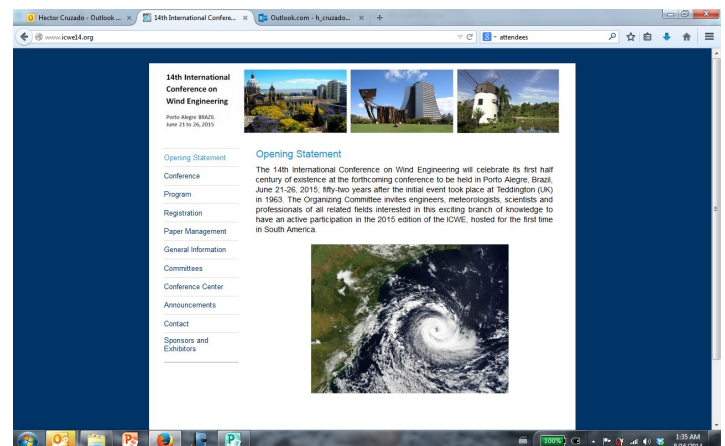 Hector Cruzado - Outlook ...
14th International Confere...
Outlook.com - h_cruzado...
www.icwe14.org
attendees
14th International
Conference on
Wind Engineering
Porto Alegre BRAZIL
June 21 to 26, 2015
Opening Statement
Conference
Program
Registration
Paper Management
General Information
Committees
Conference Center
Announcements
Contact
Sponsors and
Exhibitors
Opening Statement
The 14th International Conference on Wind Engineering will celebrate its first half
century of existence at the forthcoming conference to be held in Porto Alegre, Brazil,
June 21-26, 2015; fifty-two years after the initial event took place at Teddington (UK)
in 1963. The Organizing Committee invites engineers, meteorologists, scientists and
professionals of all related fields interested in this exciting branch of knowledge to
have an active participation in the 2015 edition of the ICWE, hosted for the first time
in South America.
100%
1:35 AM